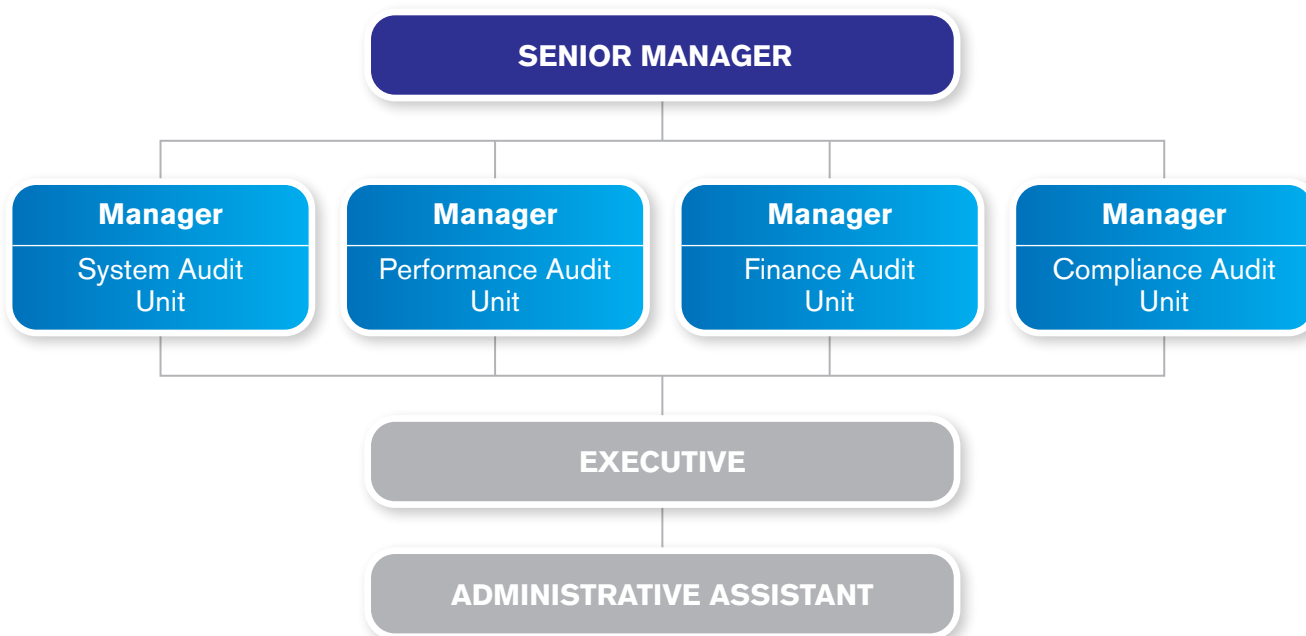 SENIOR MANAGER
Manager
System Audit
Unit
Manager
Performance Audit
Unit
Manager
Finance Audit
Unit
Manager
Compliance Audit
Unit
EXECUTIVE
ADMINISTRATIVE ASSISTANT